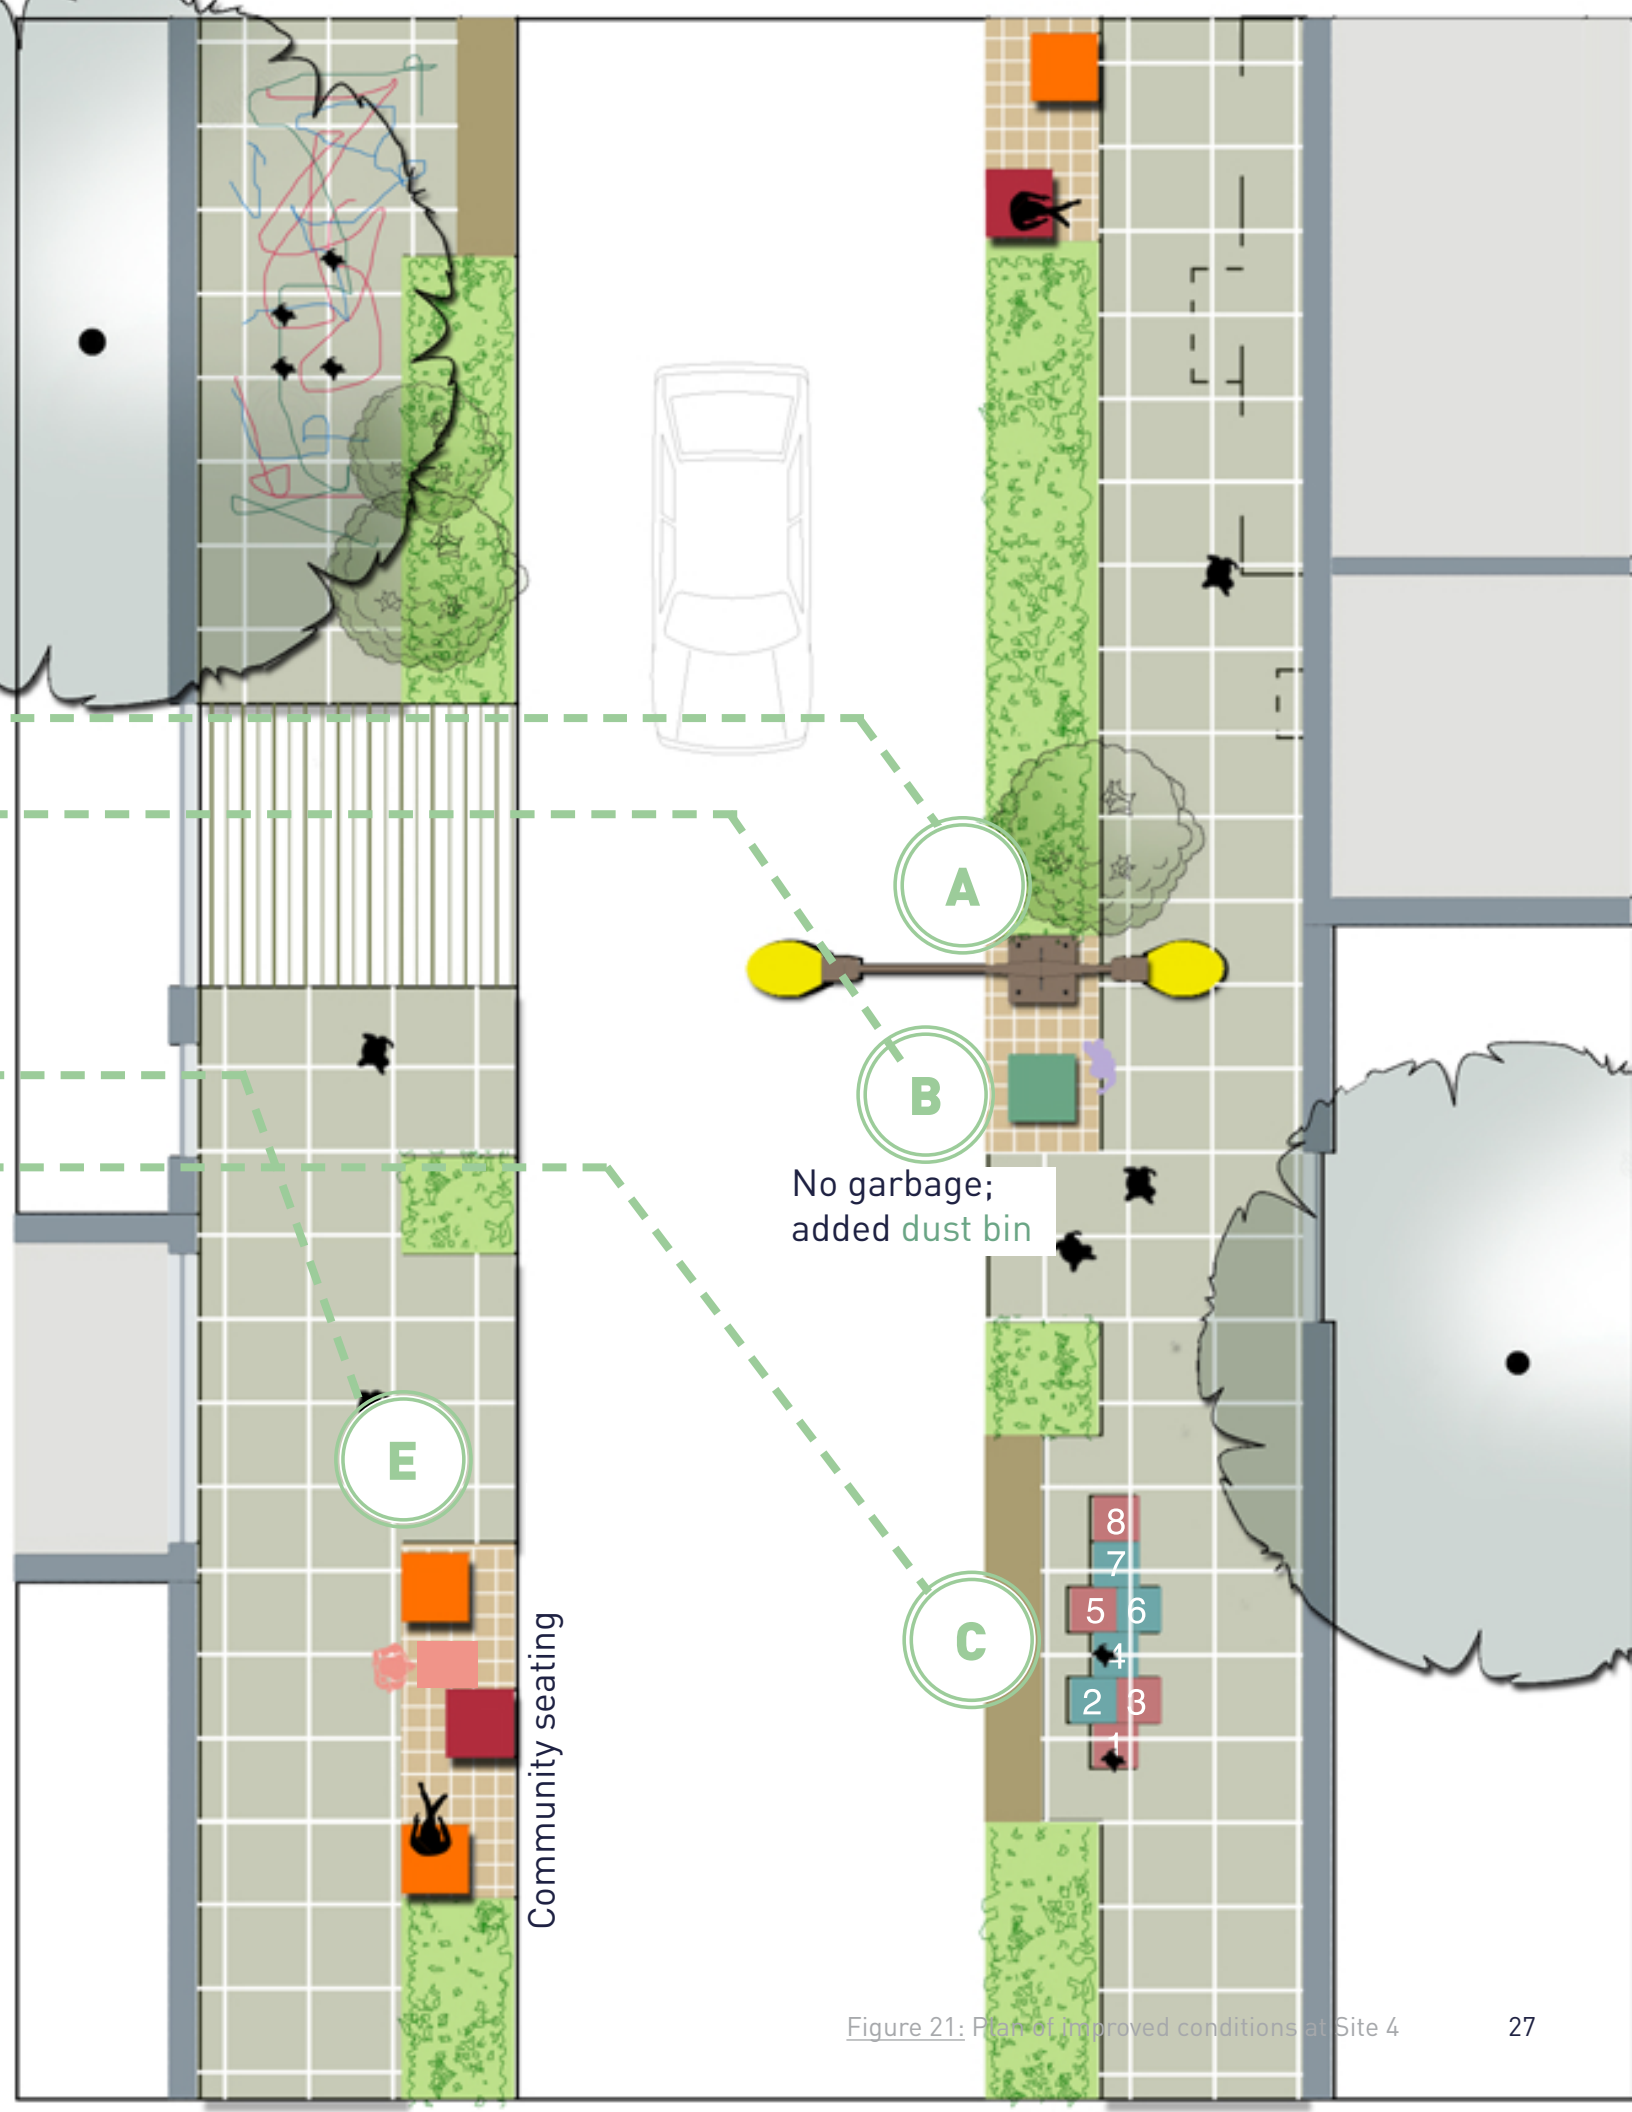 A
B
No garbage;
added dust bin
E
C
8
7
5 6
4
2 3
1
Community seating
Figure 21: Plan of improved conditions at Site 4
27